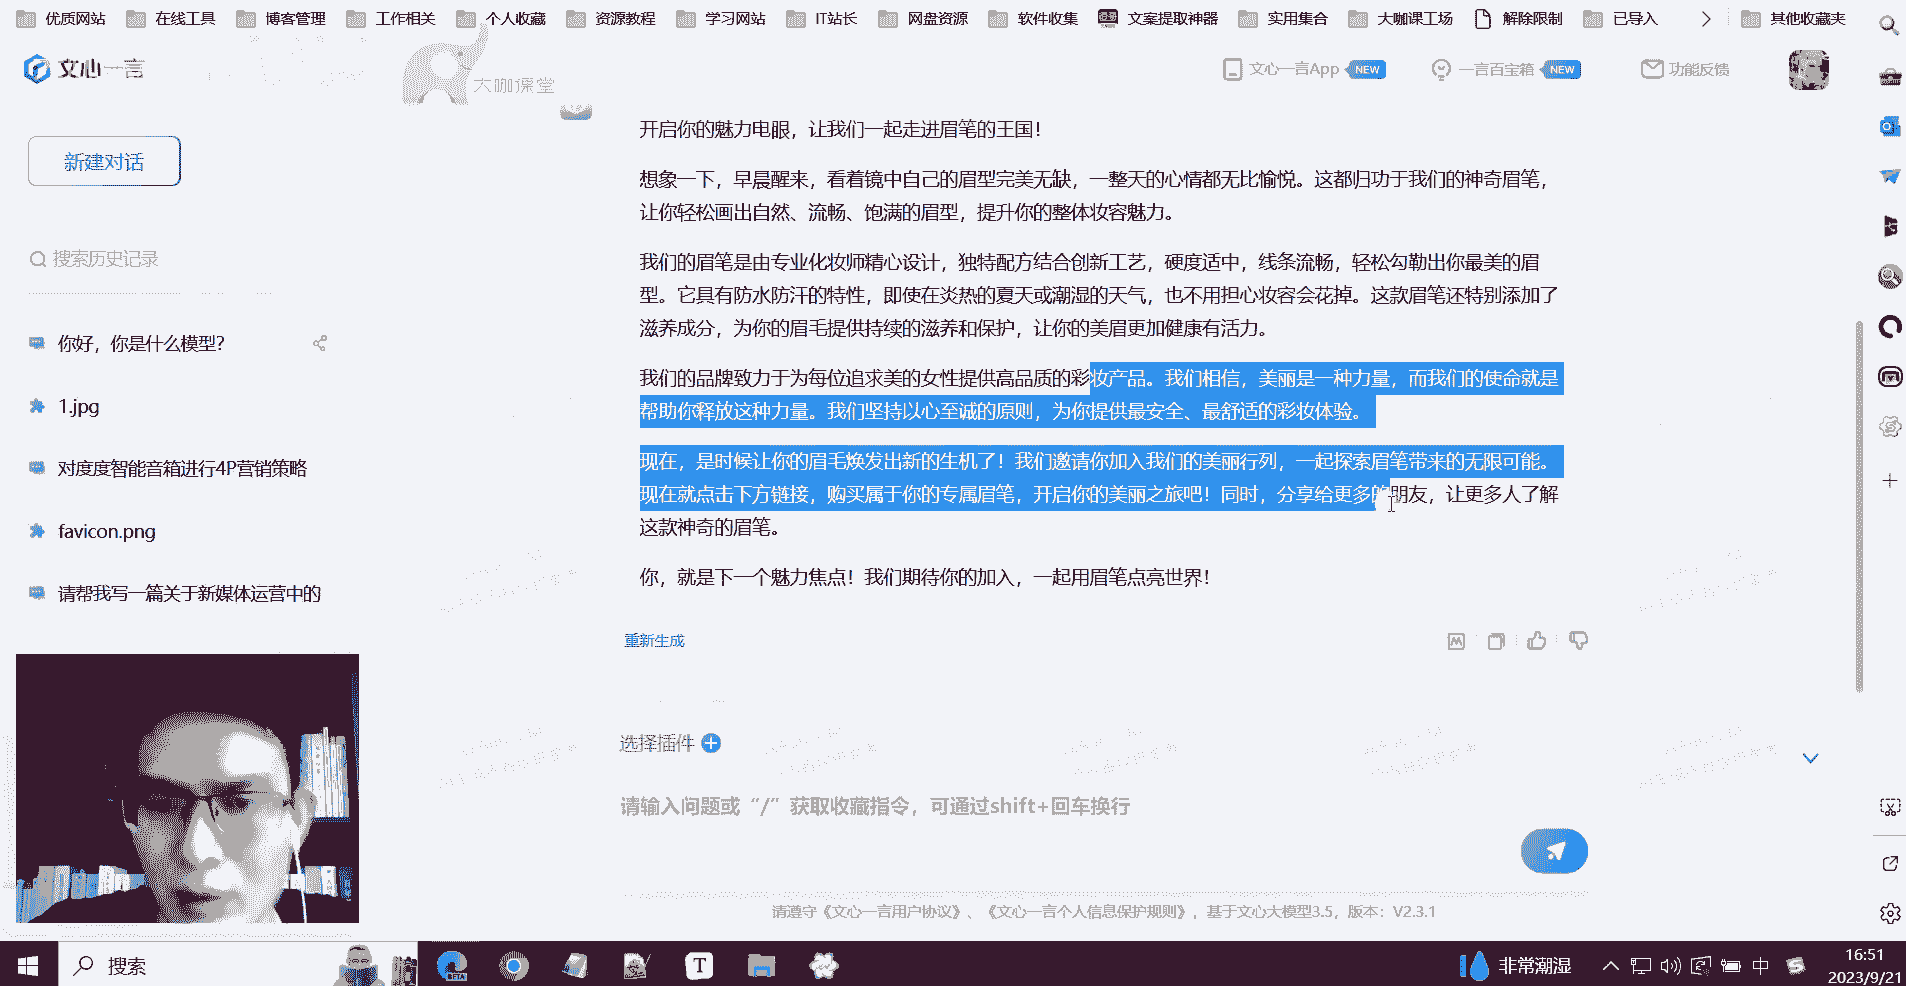 优质网站 在线工具 博客管理 工作相关 个人收藏 资源教程 学习网站 IT站长 网盘资源 软件收集 文案提取神器 实用集合 大咖课工场 解除限制 已导入 其他收藏夹
文心一言 大咖课堂 文心一言App NEW 一言百宝箱 NEW 功能反馈
新建对话
搜索历史记录
你好，你是什么模型？
1.jpg
对度度智能音箱进行4P营销策略
favicon.png
请帮我写一篇关于新媒体运营中的
开启你的魅力电眼，让我们一起走进眉笔的王国！
想象一下，早晨醒来，看着镜中自己的眉型完美无缺，一整天的心情都无比愉悦。这都归功于我们的神奇眉笔，
让你轻松画出自然、流畅、饱满的眉型，提升你的整体妆容魅力。
我们的眉笔是由专业化妆师精心设计，独特配方结合创新工艺，硬度适中，线条流畅，轻松勾勒出你最美的眉
型。它具有防水防汗的特性，即使在炎热的夏天或潮湿的天气，也不用担心妆容会花掉。这款眉笔还特别添加了
滋养成分，为你的眉毛提供持续的滋养和保护，让你的美眉更加健康有活力。
我们的品牌致力于为每位追求美的女性提供高品质的彩妆产品。我们相信，美丽是一种力量，而我们的使命就是
帮助你释放这种力量。我们坚持以心至诚的原则，为你提供最安全、最舒适的彩妆体验。
现在，是时候让你的眉毛焕发出新的生机了！我们邀请你加入我们的美丽行列，一起探索眉笔带来的无限可能。
现在就点击下方链接，购买属于你的专属眉笔，开启你的美丽之旅吧！同时，分享给更多的朋友，让更多人了解
这款神奇的眉笔。
你，就是下一个魅力焦点！我们期待你的加入，一起用眉笔点亮世界！
重新生成
选择插件
请输入问题或“/”获取收藏指令，可通过shift+回车换行
请遵守《文心一言用户协议》、《文心一言个人信息保护规则》，基于文心大模型3.5，版本：V2.3.1
搜索 BETA T 非常潮湿 中 16:51
2023/9/21